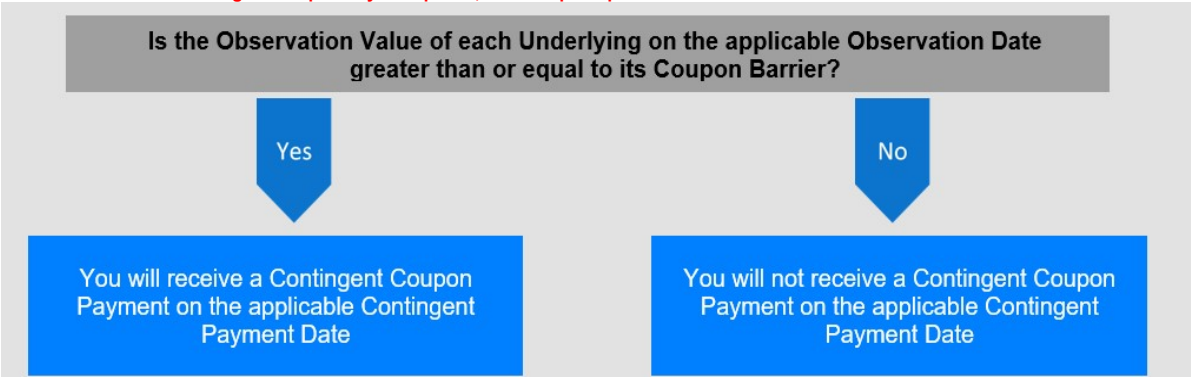 Is the Observation Value of each Underlying on the applicable Observation Date
greater than or equal to its Coupon Barrier?
Yes
No
You will receive a Contingent Coupon
Payment on the applicable Contingent
Payment Date
You will not receive a Contingent Coupon
Payment on the applicable Contingent
Payment Date